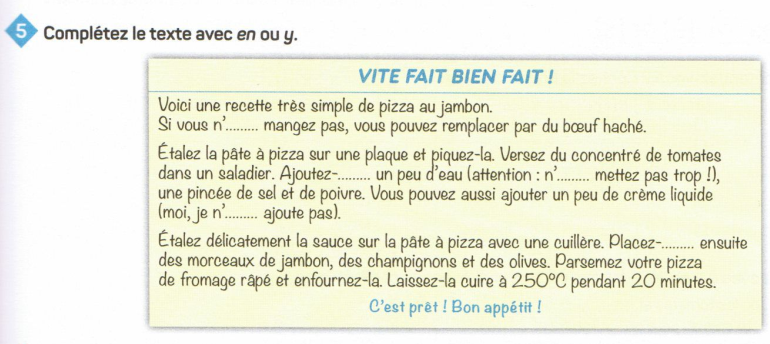 5 Complétez le texte avec en ou y.
VITE FAIT BIEN FAIT !
Voici une recette très simple de pizza au jambon.
Si vous n'......... mangez pas, vous pouvez remplacer par du bœuf haché.
Étalez la pâte à pizza sur une plaque et piquez-la. Versez du concentré de tomates
dans un saladier. Ajoutez-......... un peu d'eau (attention : n'......... mettez pas trop !),
une pincée de sel et de poivre. Vous pouvez aussi ajouter un peu de crème liquide
(moi, je n'......... ajoute pas).
Étalez délicatement la sauce sur la pâte à pizza avec une cuillère. Placez-......... ensuite
des morceaux de jambon, des champignons et des olives. Parsemez votre pizza
de fromage râpé et enfournez-la. Laissez-la cuire à 250°C pendant 20 minutes.
C'est prêt ! Bon appétit !